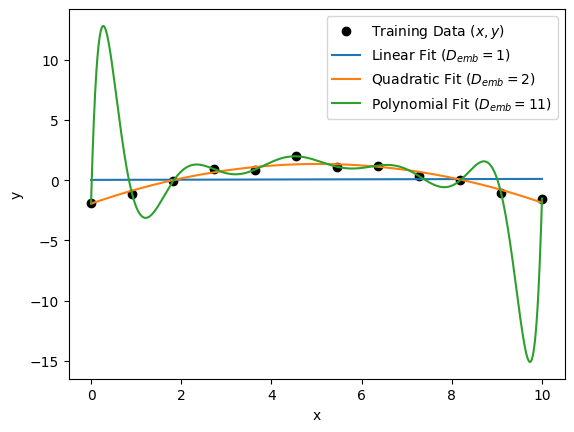 Training Data (x, y)
Linear Fit (D_emb = 1)
Quadratic Fit (D_emb = 2)
Polynomial Fit (D_emb = 11)
10
5
0
−5
−10
−15
y
0 2 4 6 8 10
x